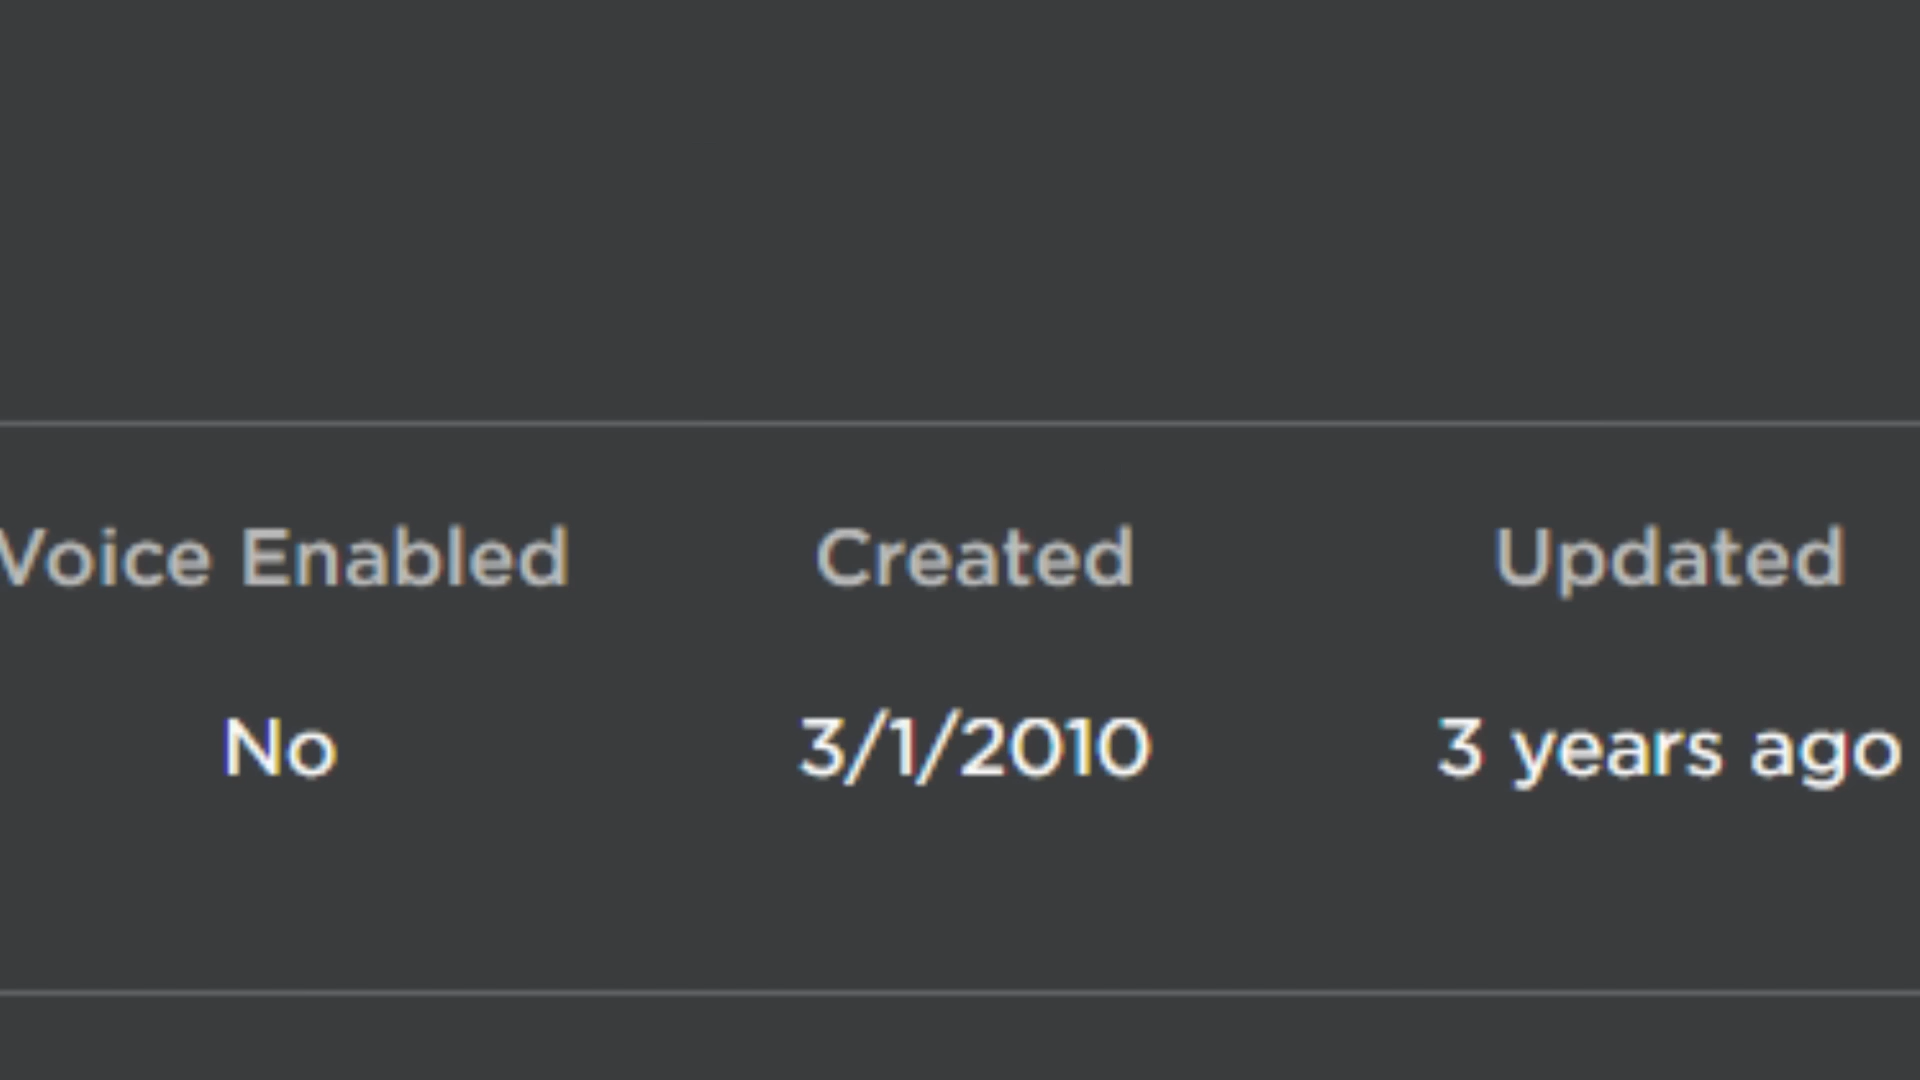 Voice Enabled Created Updated
No 3/1/2010 3 years ago